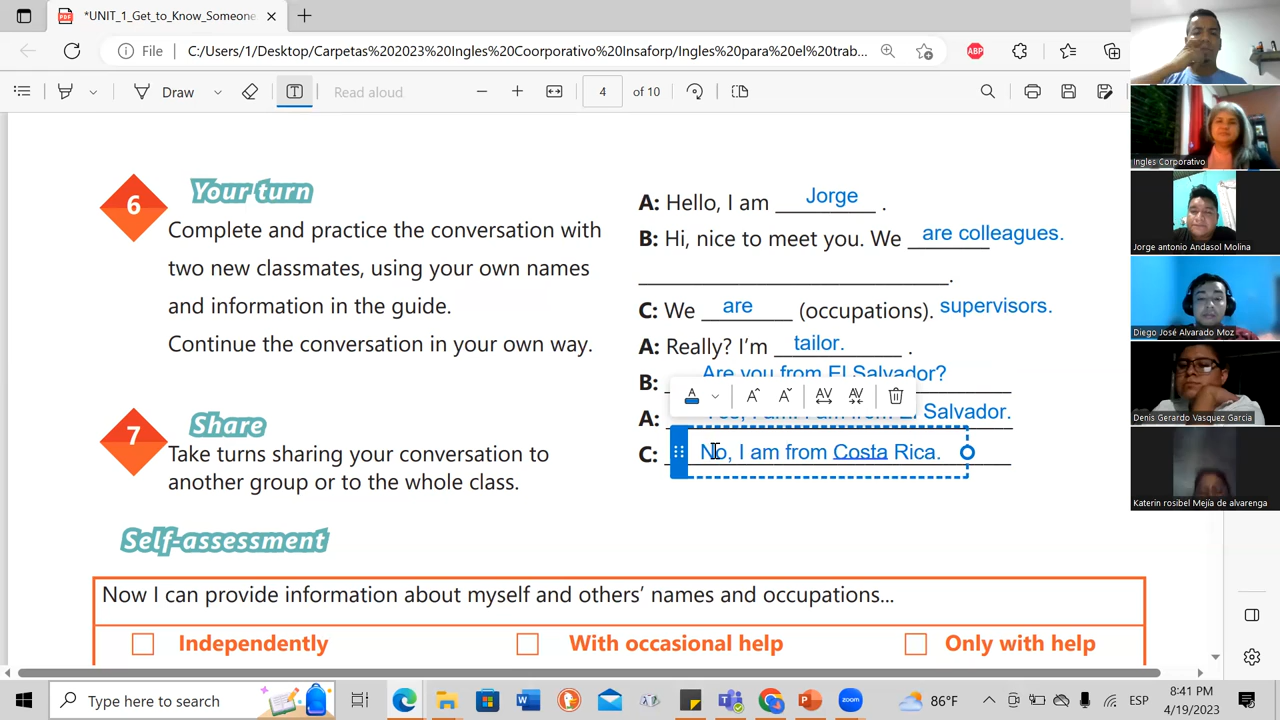 *UNIT_1_Get_to_Know_Someone
File C:/Users/1/Desktop/Carpetas%202023%20Ingles%20Coorporativo%20Insaforp/Ingles%20para%20el%20trab...
Draw Read aloud 4 of 10
6 Your turn
Complete and practice the conversation with
two new classmates, using your own names
and information in the guide.
Continue the conversation in your own way.
7 Share
Take turns sharing your conversation to
another group or to the whole class.
A: Hello, I am Jorge .
B: Hi, nice to meet you. We are colleagues.
.
C: We are (occupations). supervisors.
A: Really? I'm tailor. .
B: Are you from El Salvador?
A: Yes, I am. I am from El Salvador.
C: No, I am from Costa Rica.
Self-assessment
Now I can provide information about myself and others' names and occupations...
Independently With occasional help Only with help
ABP
Ingles Corporativo
Jorge antonio Andasol Molina
Diego José Alvarado Moz
Denis Gerardo Vasquez Garcia
Katerin rosibel Mejía de alvarenga
Type here to search
86°F
ESP
8:41 PM
4/19/2023